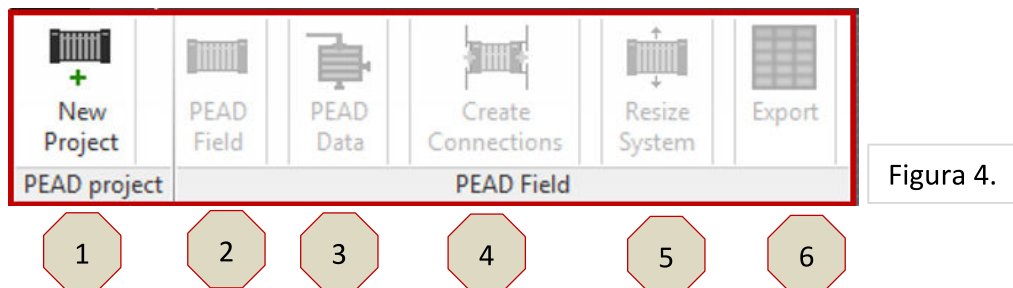 New
Project
PEAD
Field
PEAD
Data
Create
Connections
Resize
System
Export
PEAD project
PEAD Field
Figura 4.
1
2
3
4
5
6